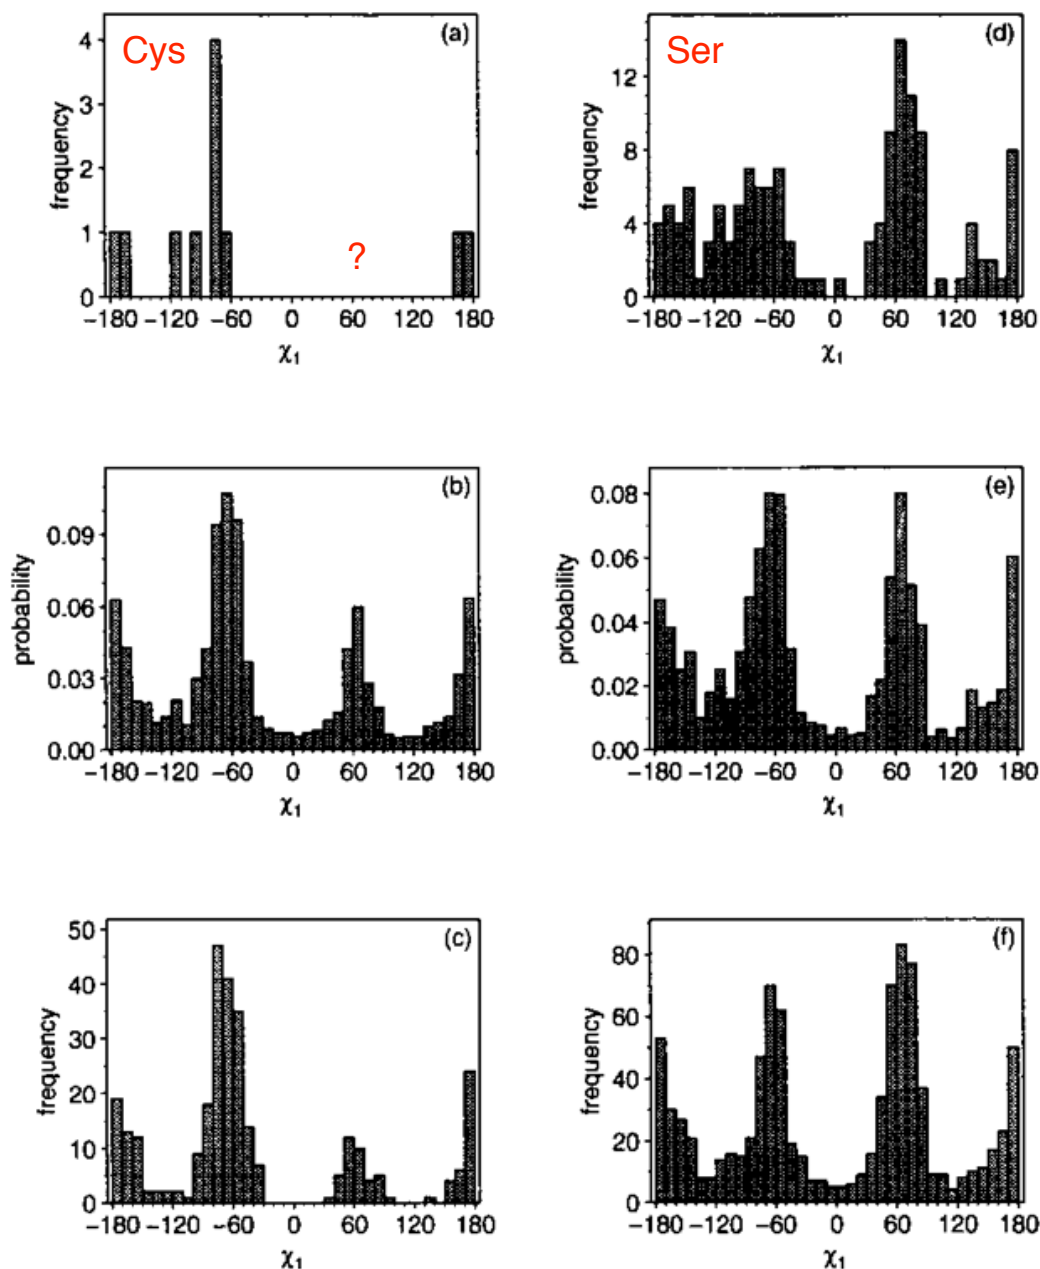 Cys
(a)
frequency
4
3
2
1
0
?
−180 −120 −60 0 60 120 180
χ1
Ser
(d)
frequency
12
8
4
0
−180 −120 −60 0 60 120 180
χ1
(b)
probability
0.09
0.06
0.03
0.00
−180 −120 −60 0 60 120 180
χ1
(e)
probability
0.08
0.06
0.04
0.02
0.00
−180 −120 −60 0 60 120 180
χ1
(c)
frequency
50
40
30
20
10
0
−180 −120 −60 0 60 120 180
χ1
(f)
frequency
80
60
40
20
0
−180 −120 −60 0 60 120 180
χ1